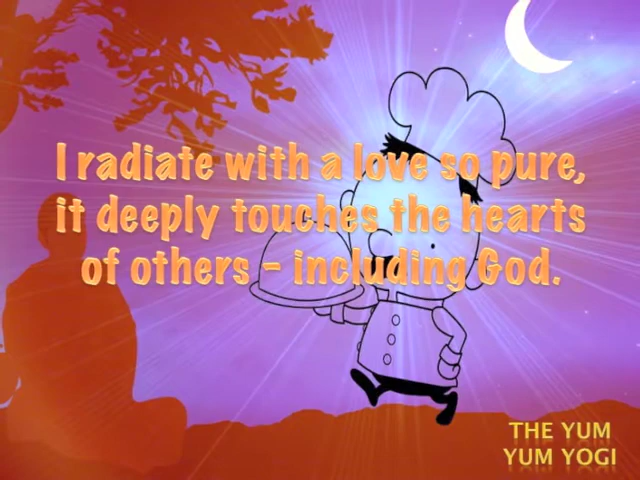 I radiate with a love so pure,
it deeply touches the hearts
of others - including God.
THE YUM
YUM YOGI